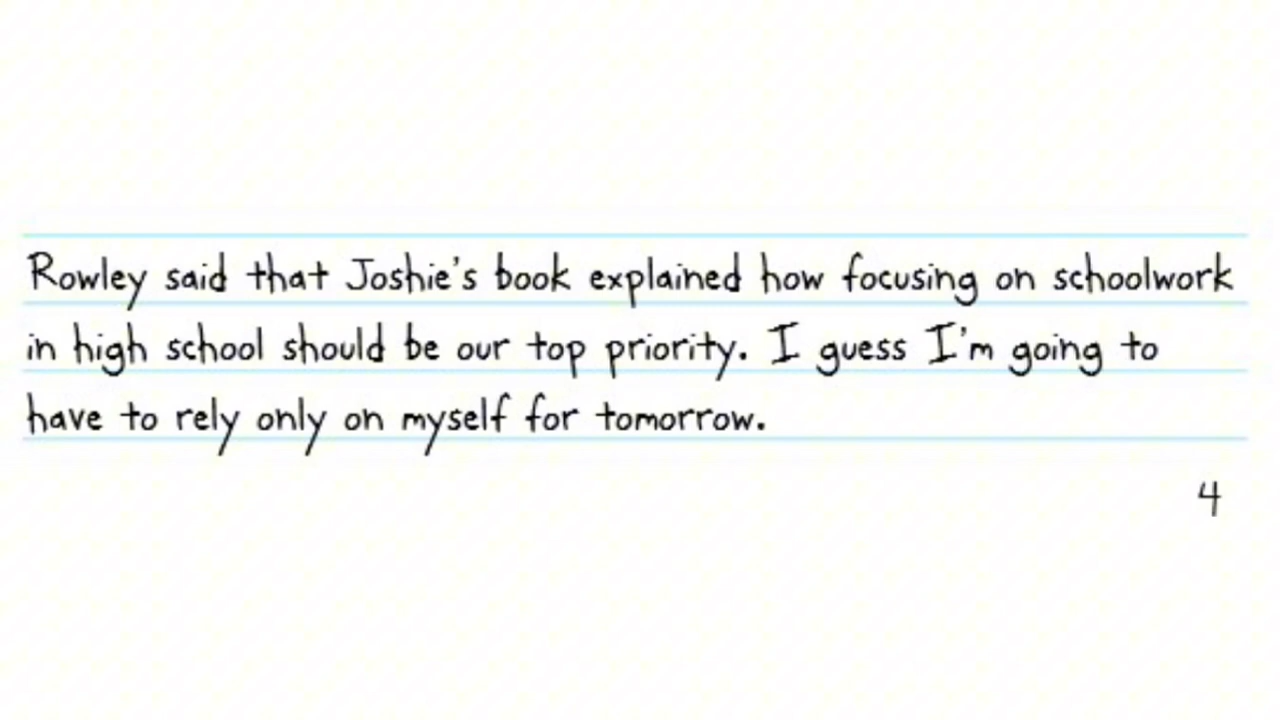 Rowley said that Joshie's book explained how focusing on schoolwork
in high school should be our top priority. I guess I'm going to
have to rely only on myself for tomorrow.
4